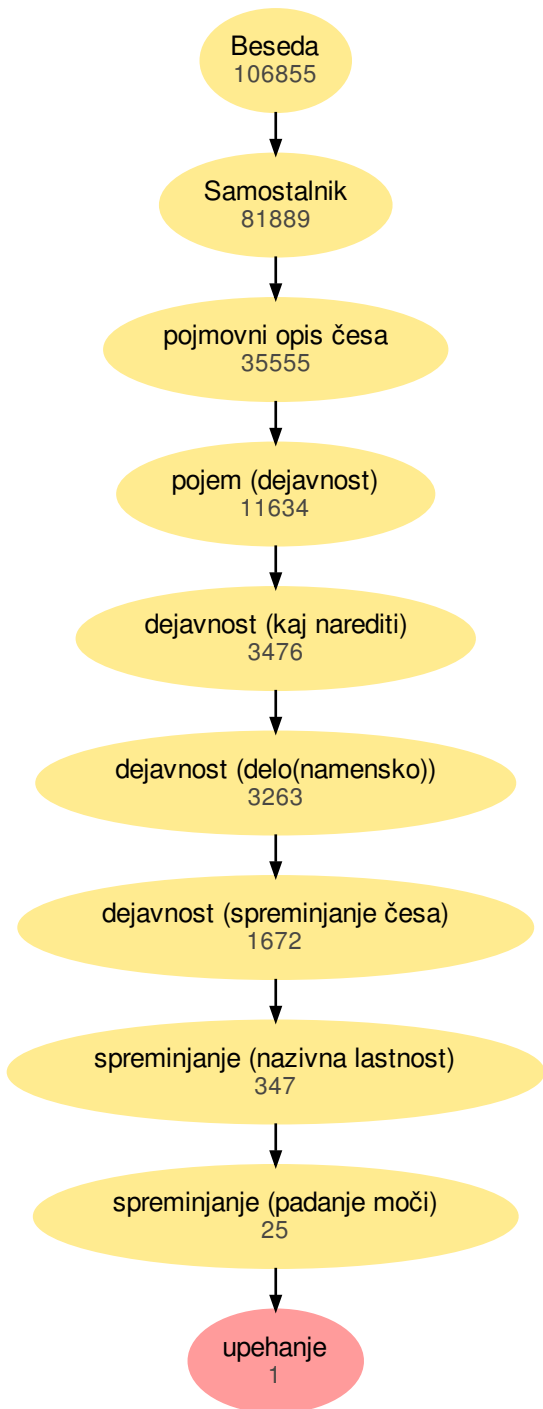 Beseda
106855
Samostalnik
81889
pojmovni opis česa
35555
pojem (dejavnost)
11634
dejavnost (kaj narediti)
3476
dejavnost (delo(namensko))
3263
dejavnost (spreminjanje česa)
1672
spreminjanje (nazivna lastnost)
347
spreminjanje (padanje moči)
25
upehanje
1